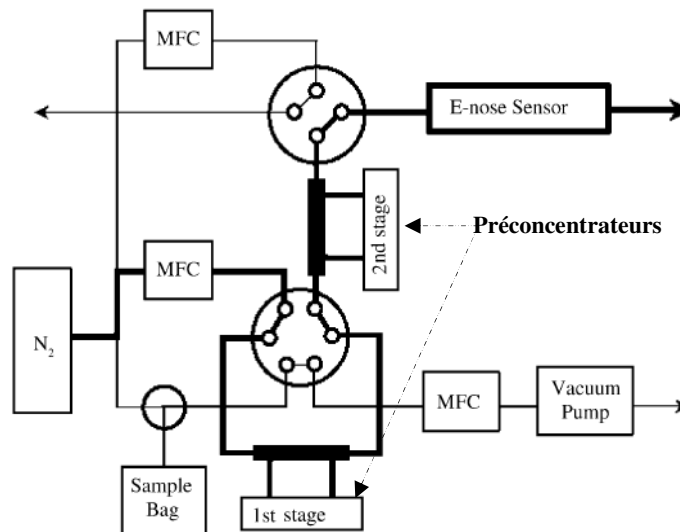 MFC
E-nose Sensor
2nd stage
Préconcentrateurs
MFC
N₂
MFC
Vacuum
Pump
Sample
Bag
1st stage